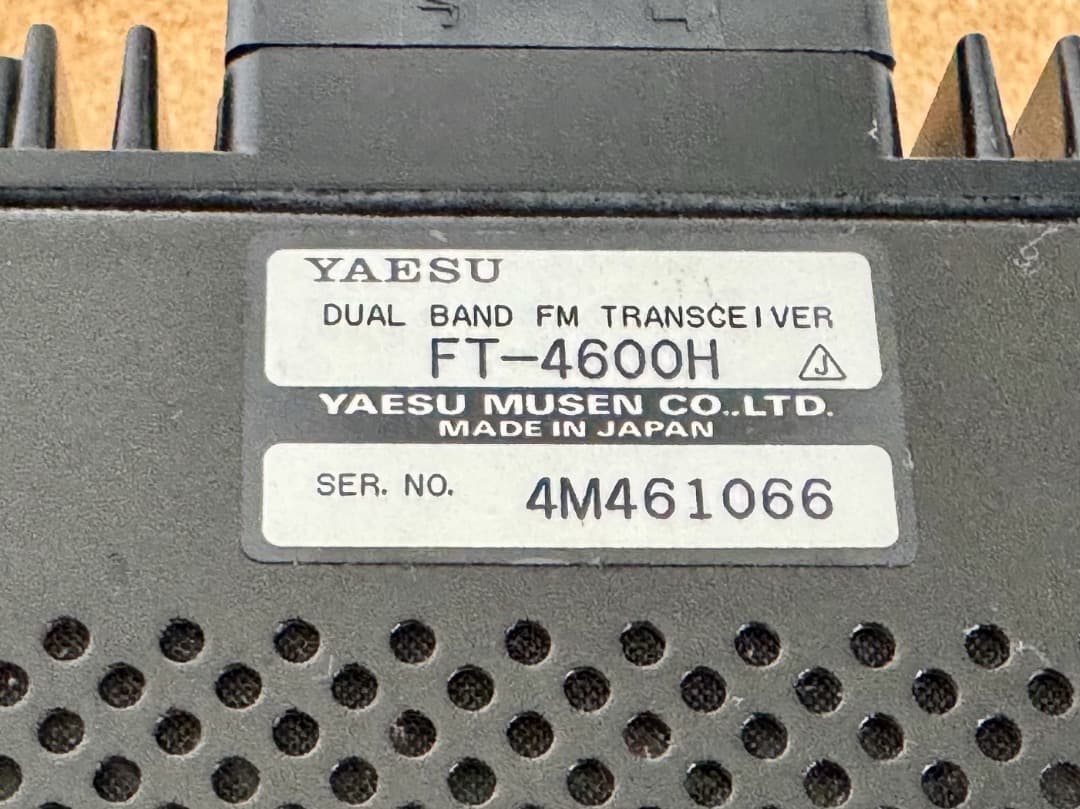 YAESU
DUAL BAND FM TRANSCEIVER
FT-4600H J
YAESU MUSEN CO.,LTD.
MADE IN JAPAN
SER. NO. 4M461066